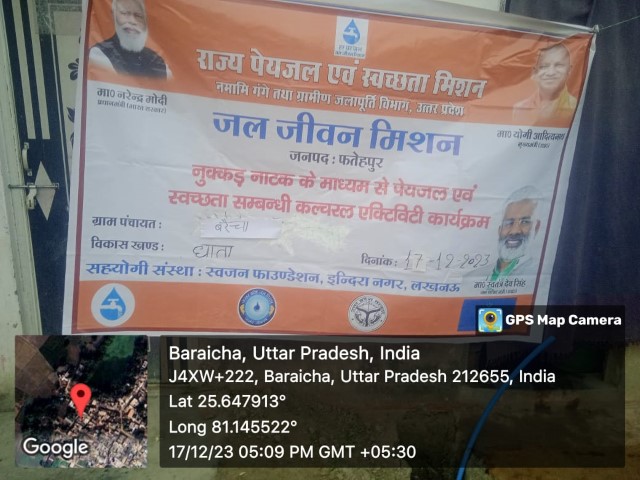 राज्य पेयजल एवं स्वच्छता मिशन
नमामि गंगे तथा ग्रामीण जलापूर्ति विभाग, उत्तर प्रदेश
मा० नरेन्द्र मोदी
मा० योगी आदित्यनाथ
जल जीवन मिशन
जनपद : फतेहपुर
नुक्कड़ नाटक के माध्यम से पेयजल एवं
स्वच्छता सम्बन्धी कल्चरल एक्टिविटी कार्यक्रम
ग्राम पंचायत :
विकास खण्ड : धाता
दिनांक : 17-12-2023
सहयोगी संस्था : स्वजन फाउण्डेशन, इन्दिरा नगर, लखनऊ
मा० स्वतंत्र देव सिंह
GPS Map Camera
Baraicha, Uttar Pradesh, India
J4XW+222, Baraicha, Uttar Pradesh 212655, India
Lat 25.647913°
Long 81.145522°
17/12/23 05:09 PM GMT +05:30
Google